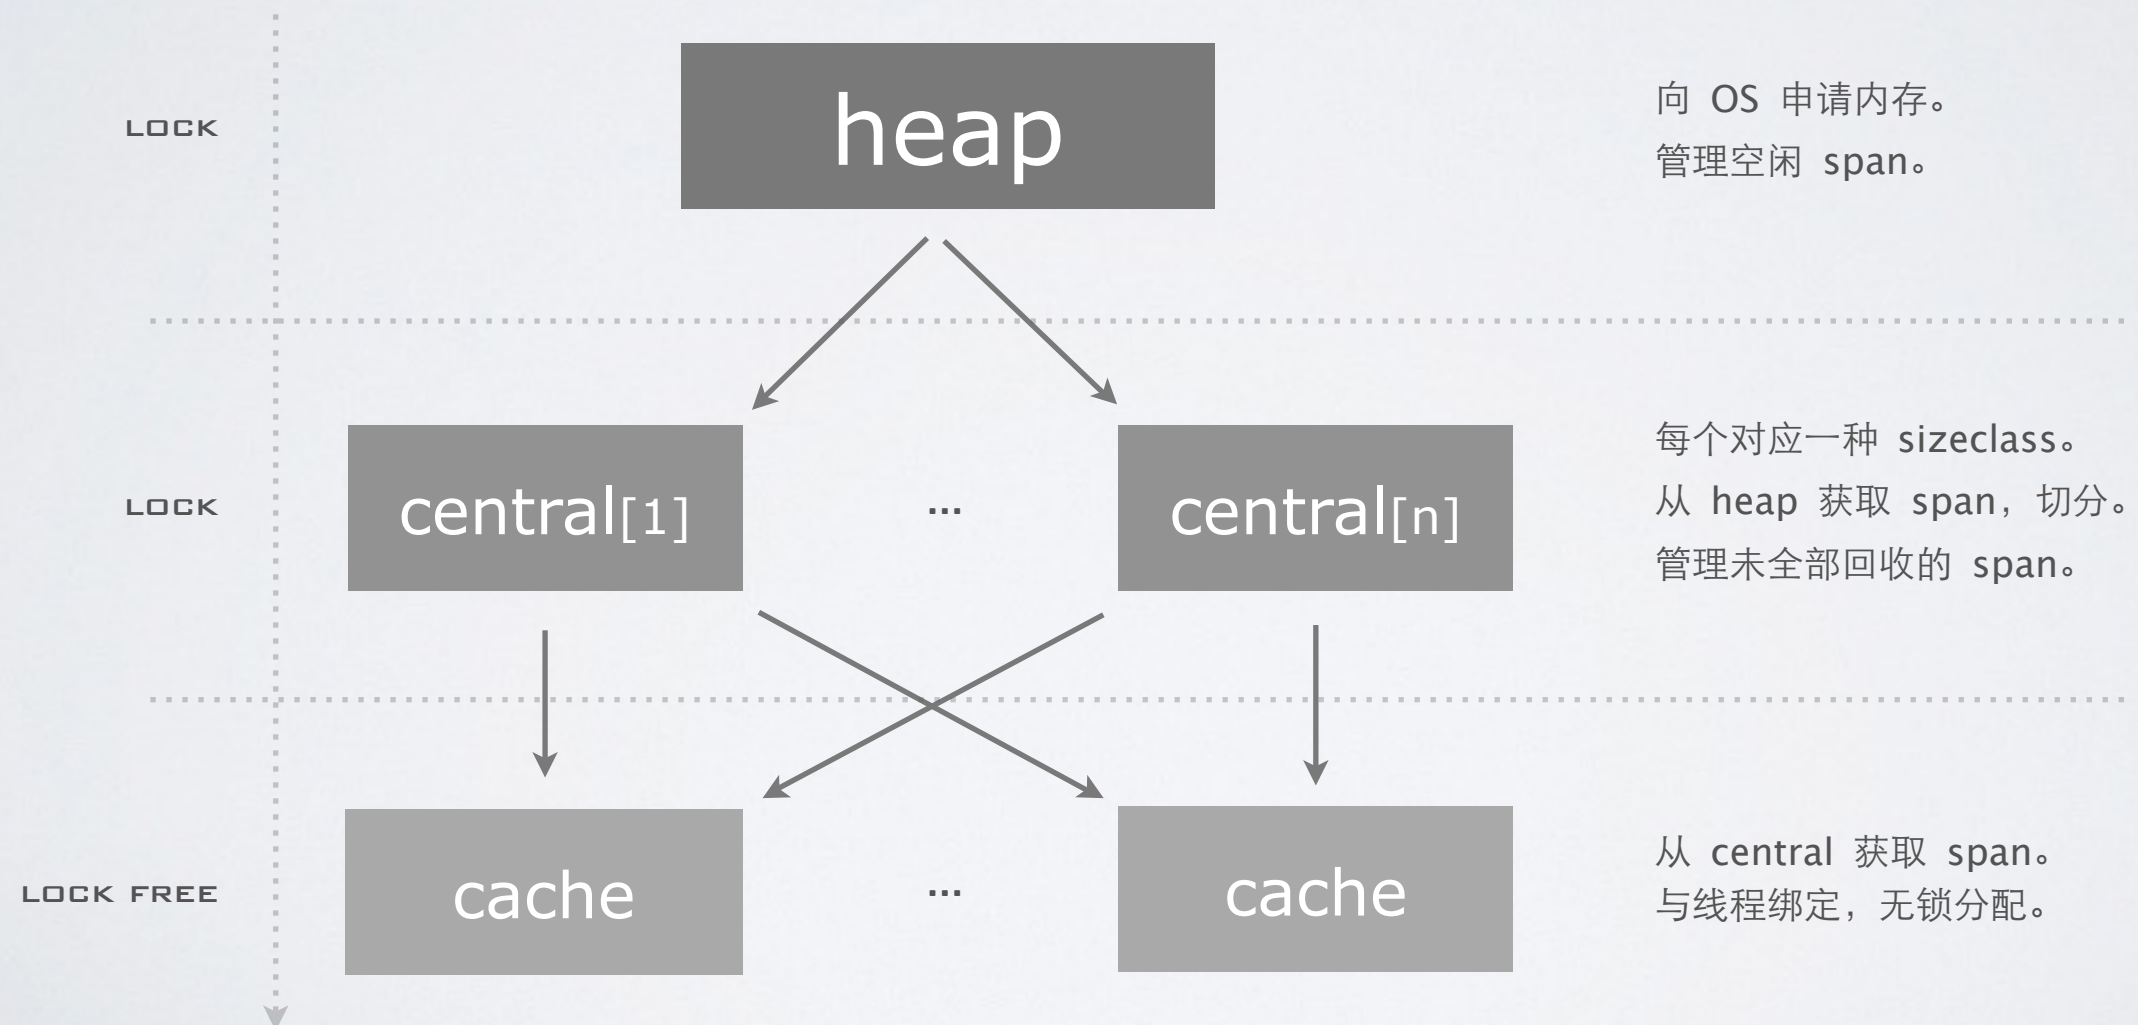 LOCK
heap
向 OS 申请内存。
管理空闲 span。
LOCK
central[1]
...
central[n]
每个对应一种 sizeclass。
从 heap 获取 span，切分。
管理未全部回收的 span。
LOCK FREE
cache
...
cache
从 central 获取 span。
与线程绑定，无锁分配。